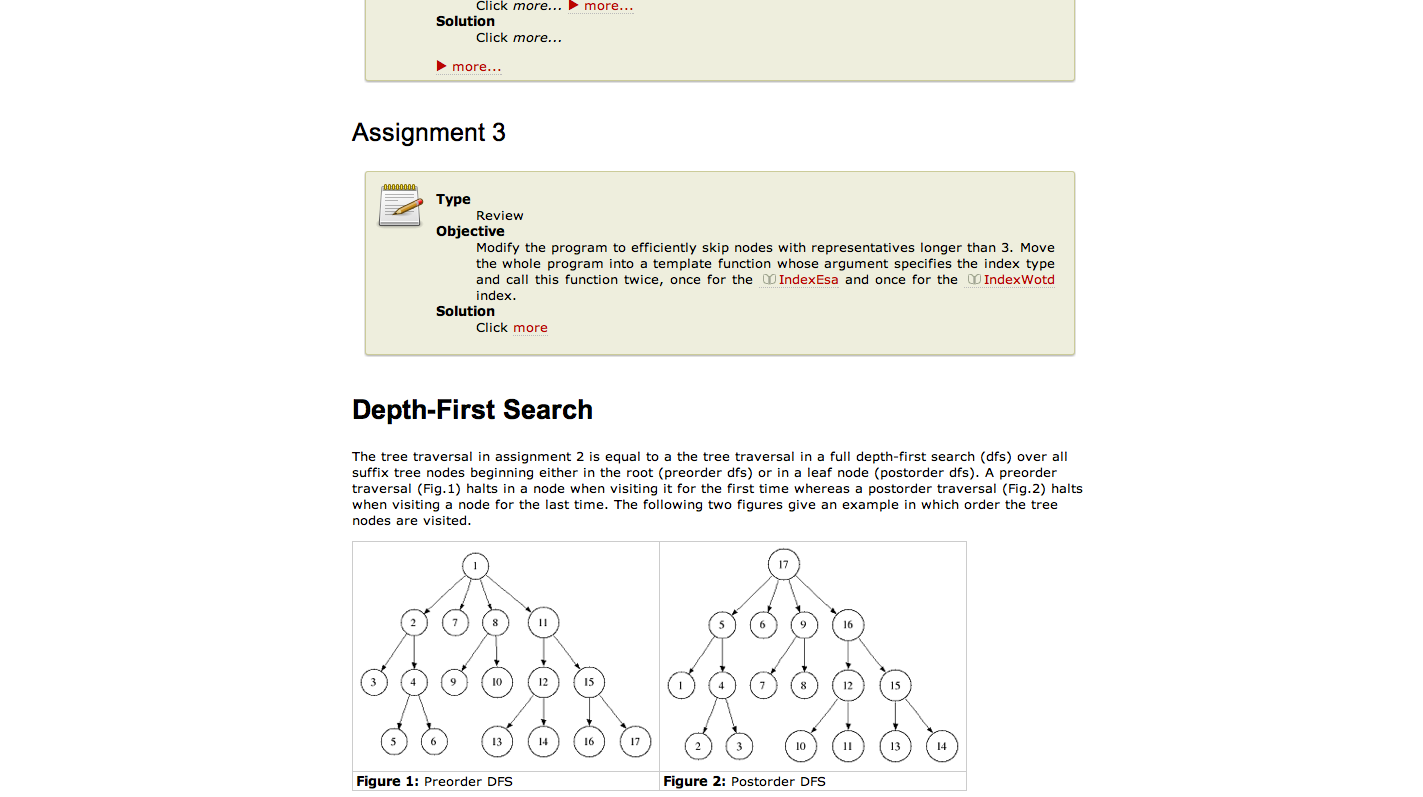 Click more... ▶ more...
Solution
Click more...
▶ more...
Assignment 3
Type
Review
Objective
Modify the program to efficiently skip nodes with representatives longer than 3. Move
the whole program into a template function whose argument specifies the index type
and call this function twice, once for the IndexEsa and once for the IndexWotd
index.
Solution
Click more
Depth-First Search
The tree traversal in assignment 2 is equal to a the tree traversal in a full depth-first search (dfs) over all
suffix tree nodes beginning either in the root (preorder dfs) or in a leaf node (postorder dfs). A preorder
traversal (Fig.1) halts in a node when visiting it for the first time whereas a postorder traversal (Fig.2) halts
when visiting a node for the last time. The following two figures give an example in which order the tree
nodes are visited.
1
2 7 8 11
3 4 9 10 12 15
5 6 13 14 16 17
Figure 1: Preorder DFS
17
5 6 9 16
1 4 7 8 12 15
2 3 10 11 13 14
Figure 2: Postorder DFS